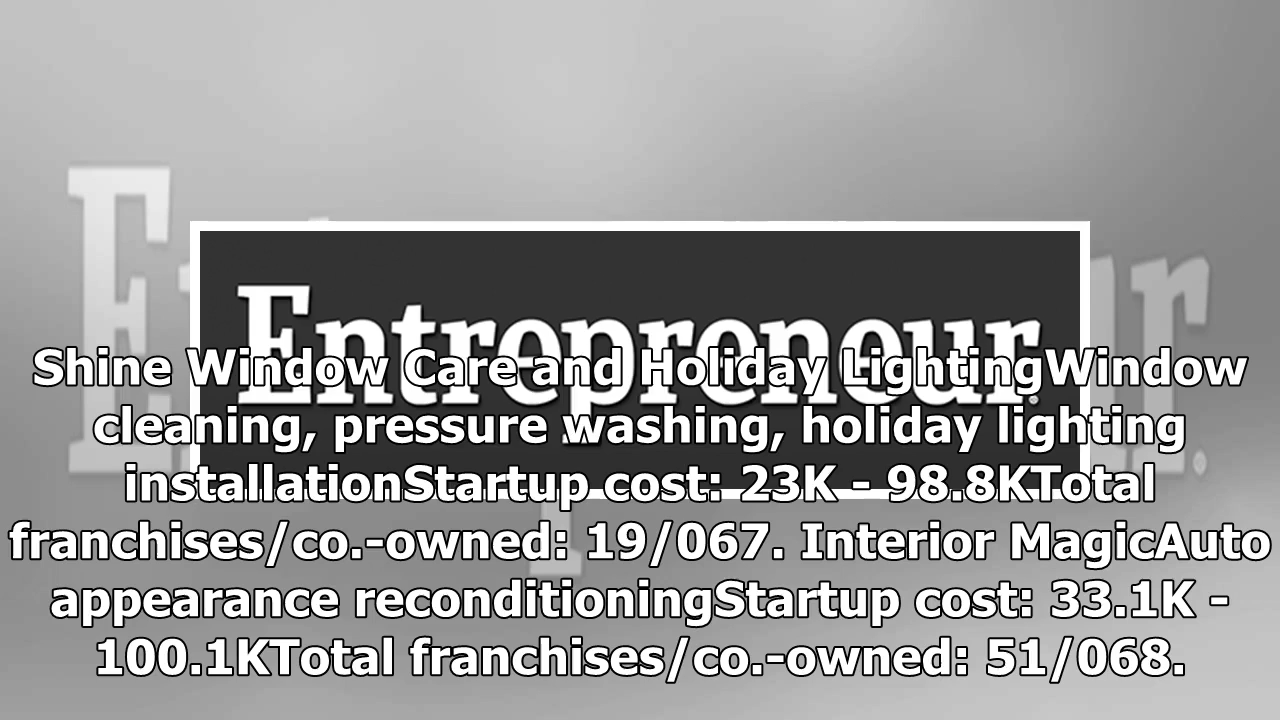 Entrepreneur.
Shine Window Care and Holiday LightingWindow
cleaning, pressure washing, holiday lighting
installationStartup cost: 23K - 98.8KTotal
franchises/co.-owned: 19/067. Interior MagicAuto
appearance reconditioningStartup cost: 33.1K -
100.1KTotal franchises/co.-owned: 51/068.